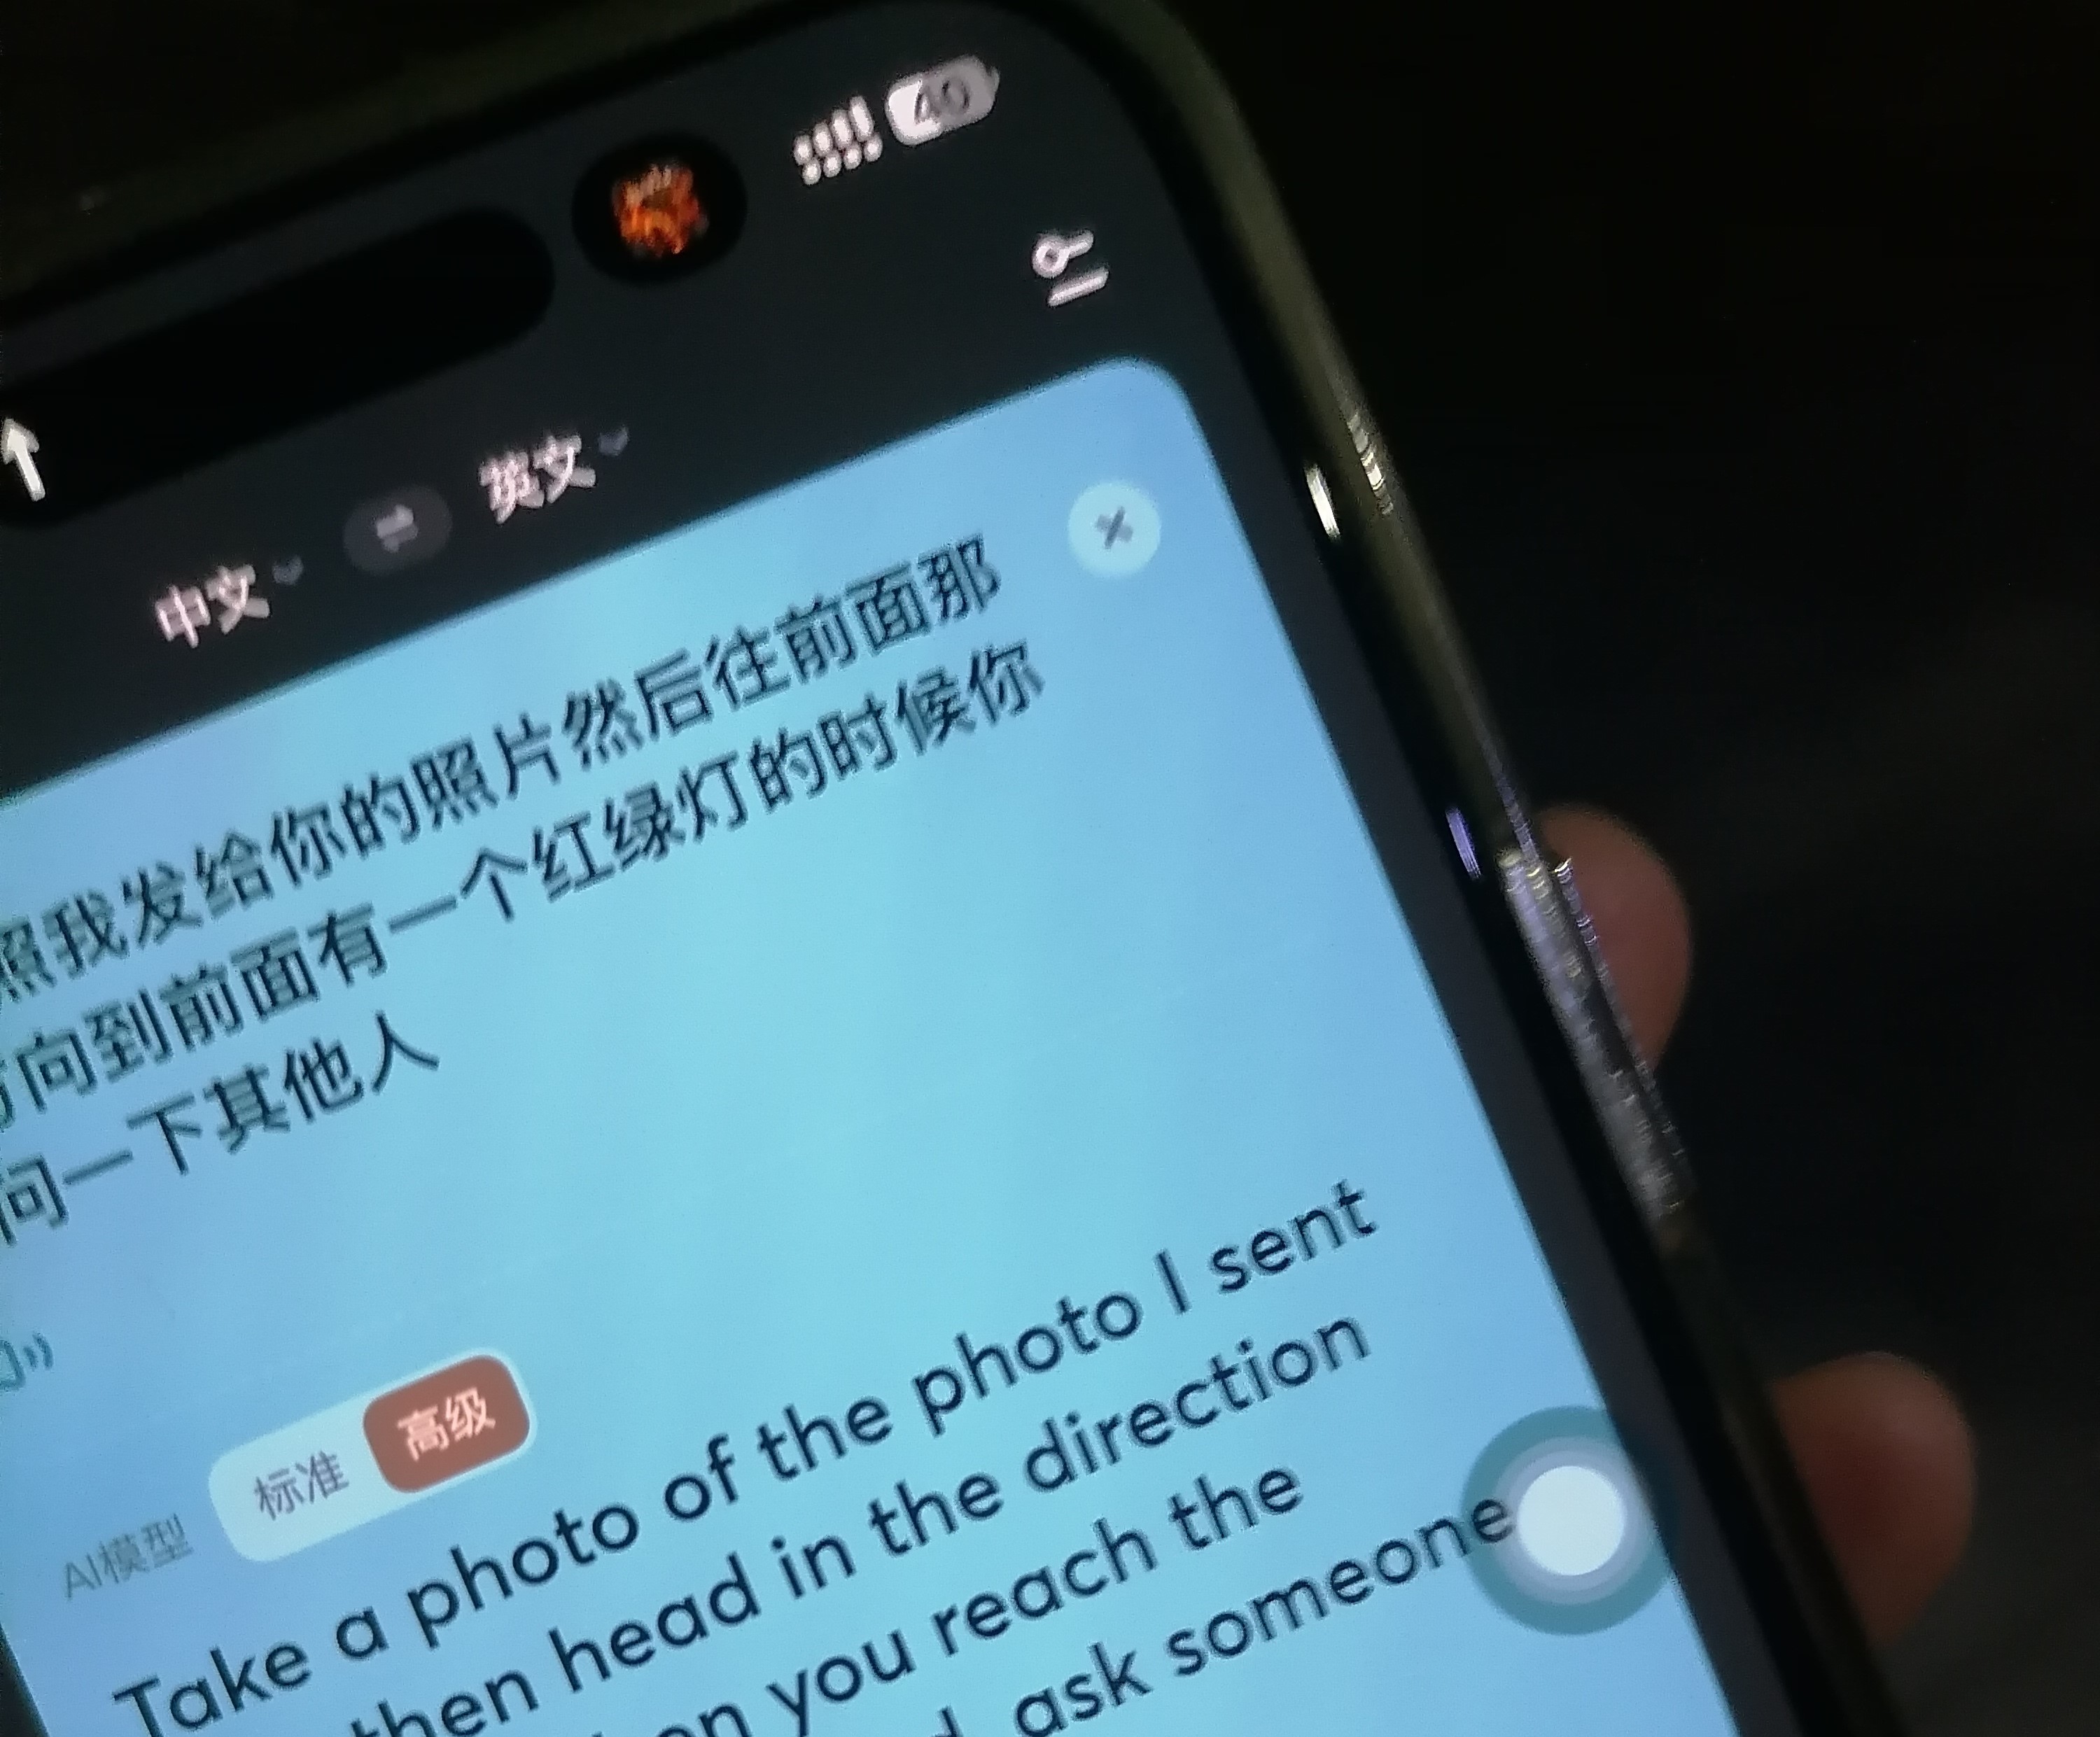 40
中文 英文
照我发给你的照片然后往前面那
方向到前面有一个红绿灯的时候你
问一下其他人
AI模型 标准 高级
Take a photo of the photo I sent
then head in the direction
you reach the
ask someone